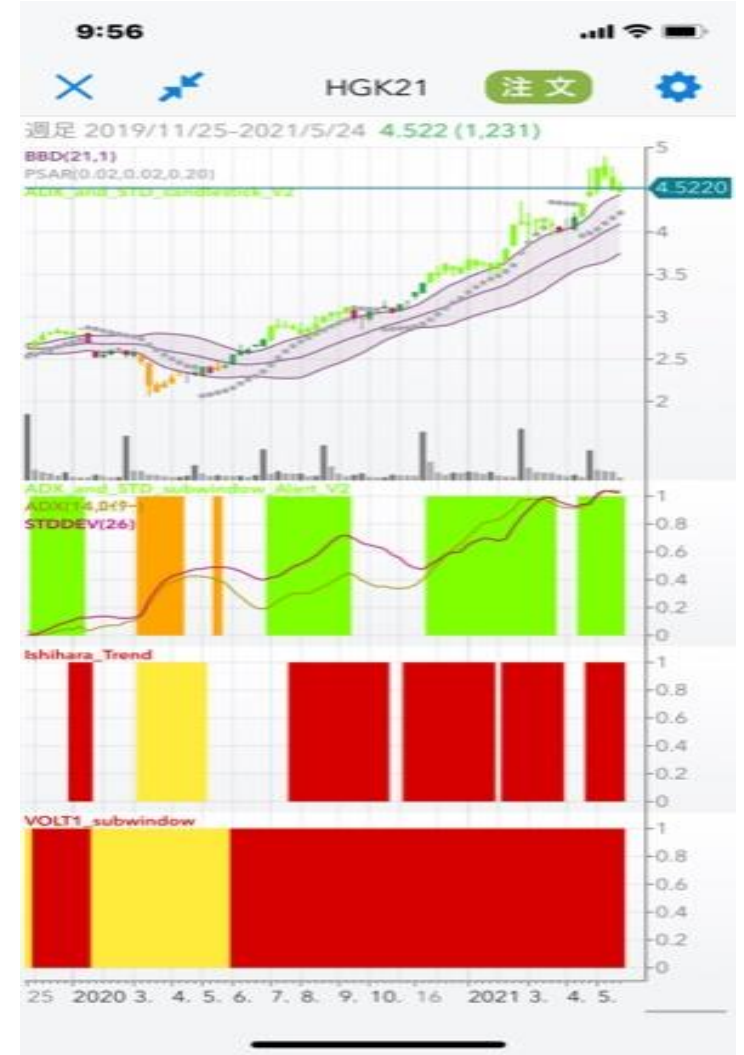 9:56
HGK21 注文
週足 2019/11/25-2021/5/24 4.522 (1,231)
BBD(21,1)
PSAR(0.02,0.02,0.20)
ADX_and_STD_candlestick_V2
5
4.5220
4
3.5
3
2.5
2
ADX_and_STD_subwindow_Alert_V2
STDDEV(26)
1
0.8
0.6
0.4
0.2
0
Ishihara_Trend
1
0.8
0.6
0.4
0.2
0
VOLT1_subwindow
1
0.8
0.6
0.4
0.2
0
25 2020 3. 4. 5. 6. 7. 8. 9. 10. 16 2021 3. 4. 5.